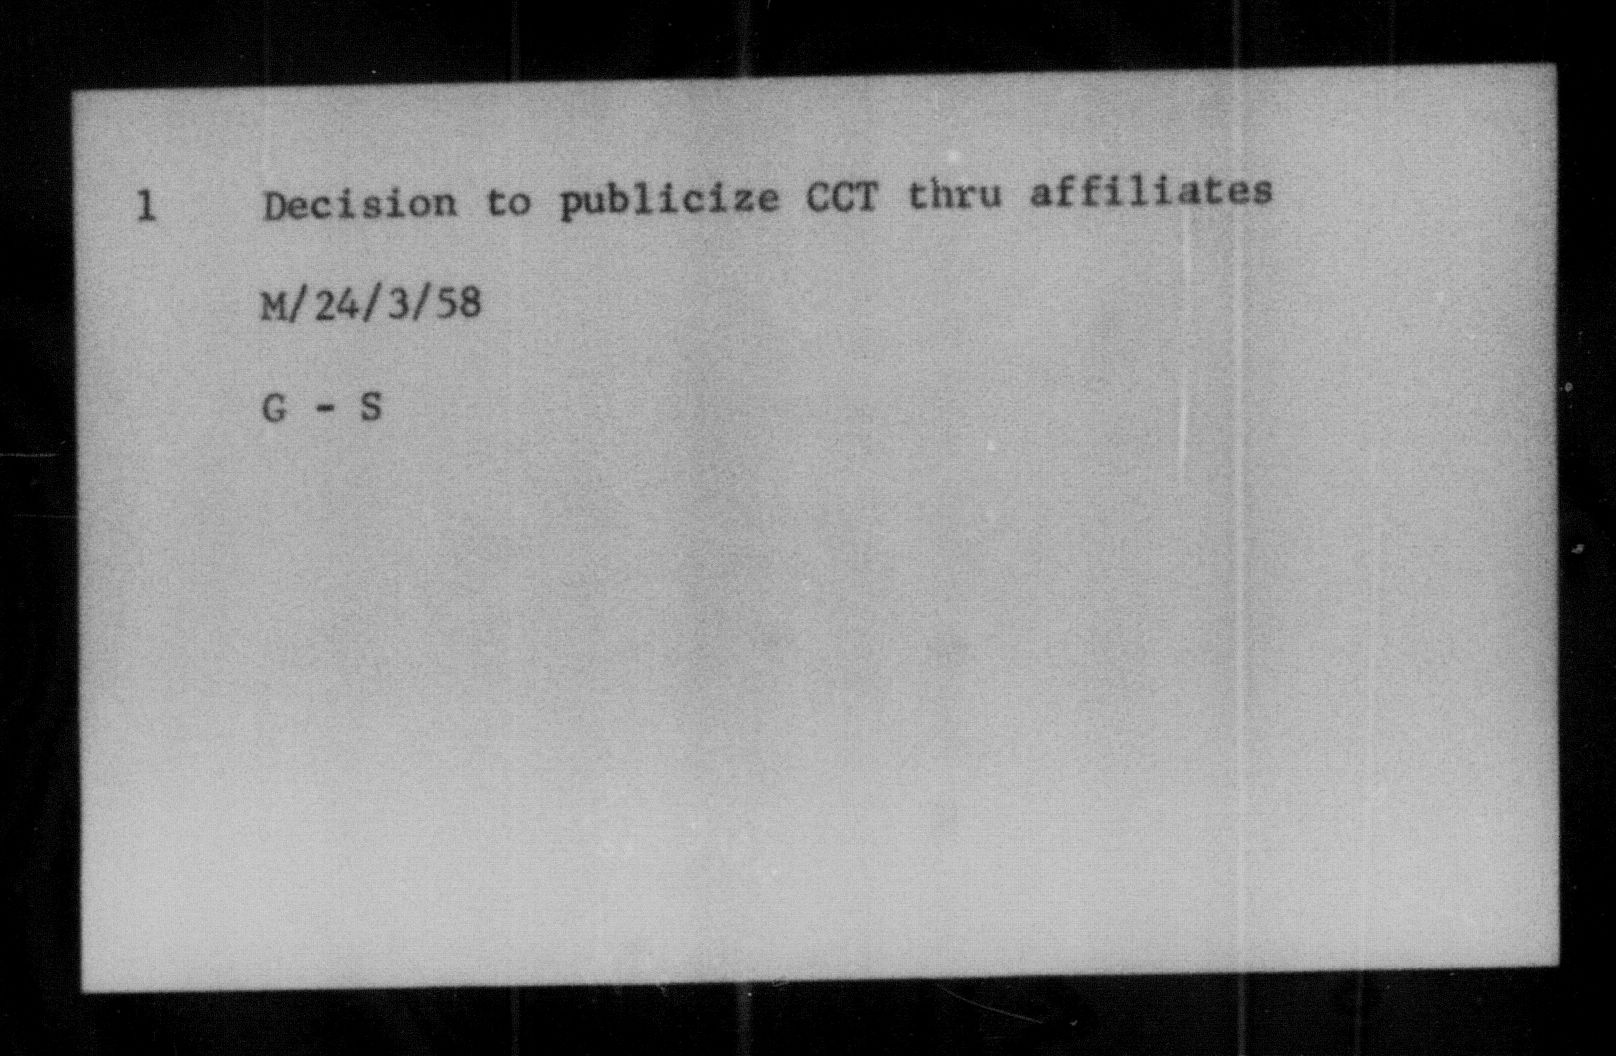 1 Decision to publicize CCT thru affiliates
M/24/3/58
G - S